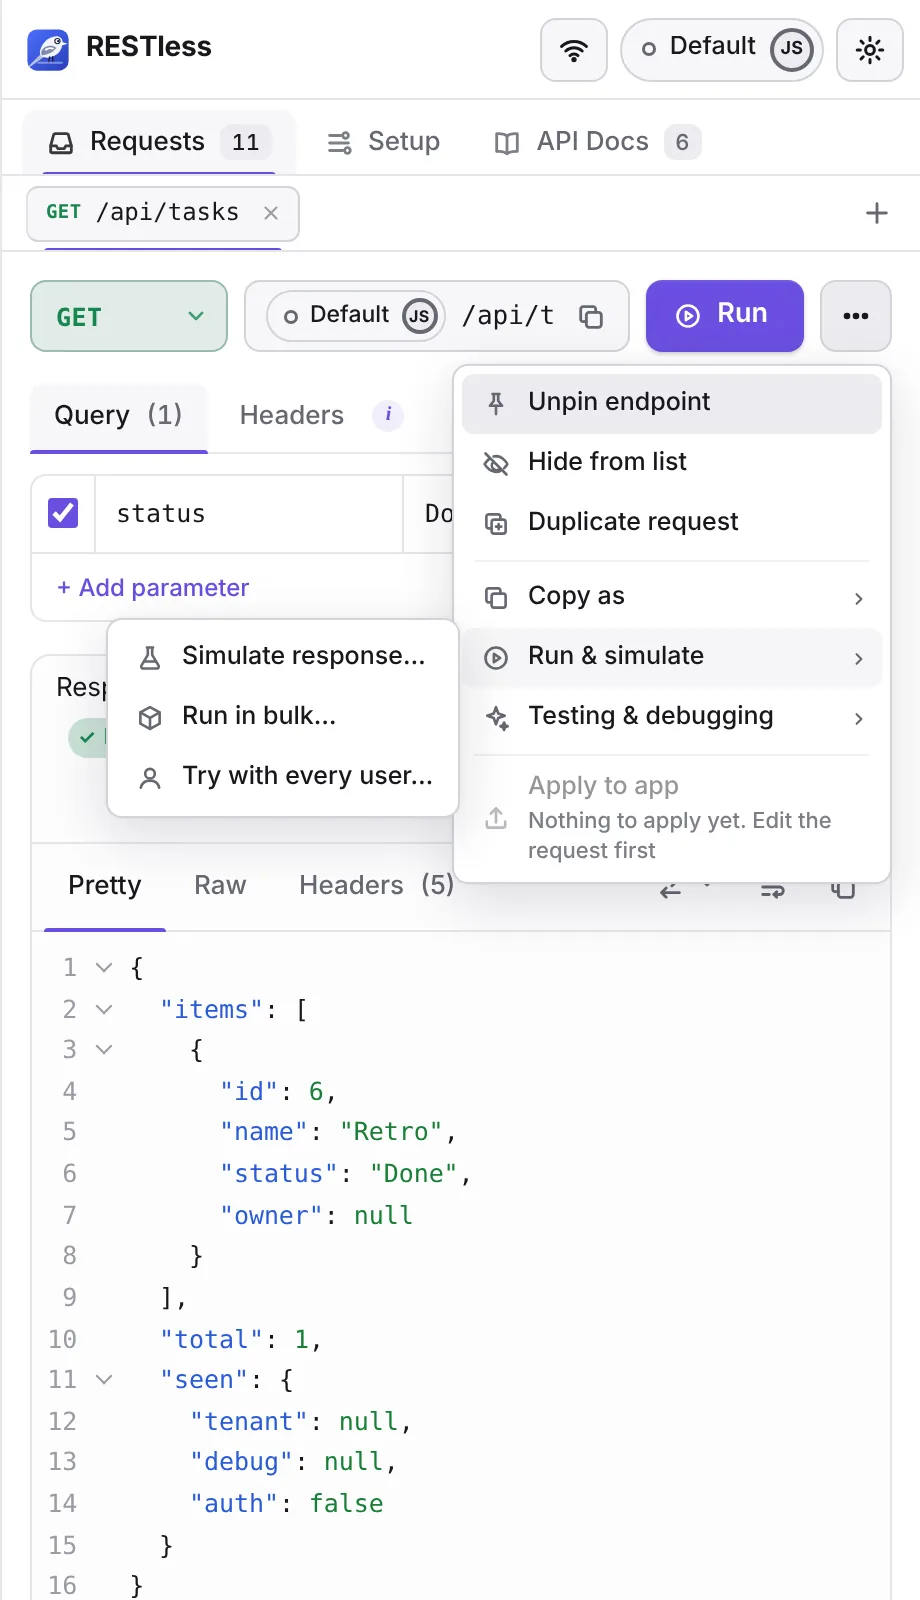 RESTless
Default JS
Requests 11
Setup
API Docs 6
GET /api/tasks
GET
Default JS /api/t
Run
Query (1)
Headers i
status
+ Add parameter
Unpin endpoint
Hide from list
Duplicate request
Copy as
Run & simulate
Testing & debugging
Apply to app
Nothing to apply yet. Edit the
request first
Simulate response...
Run in bulk...
Try with every user...
Pretty
Raw
Headers (5)
1 {
2 "items": [
3 {
4 "id": 6,
5 "name": "Retro",
6 "status": "Done",
7 "owner": null
8 }
9 ],
10 "total": 1,
11 "seen": {
12 "tenant": null,
13 "debug": null,
14 "auth": false
15 }
16 }